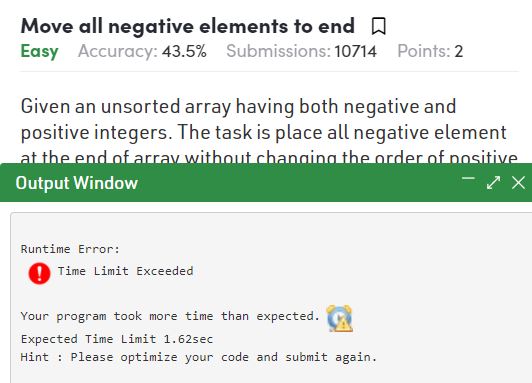 Move all negative elements to end
Easy Accuracy: 43.5% Submissions: 10714 Points: 2
Given an unsorted array having both negative and
positive integers. The task is place all negative element
at the end of array without changing the order of positive
Output Window
Runtime Error:
Time Limit Exceeded
Your program took more time than expected.
Expected Time Limit 1.62sec
Hint : Please optimize your code and submit again.